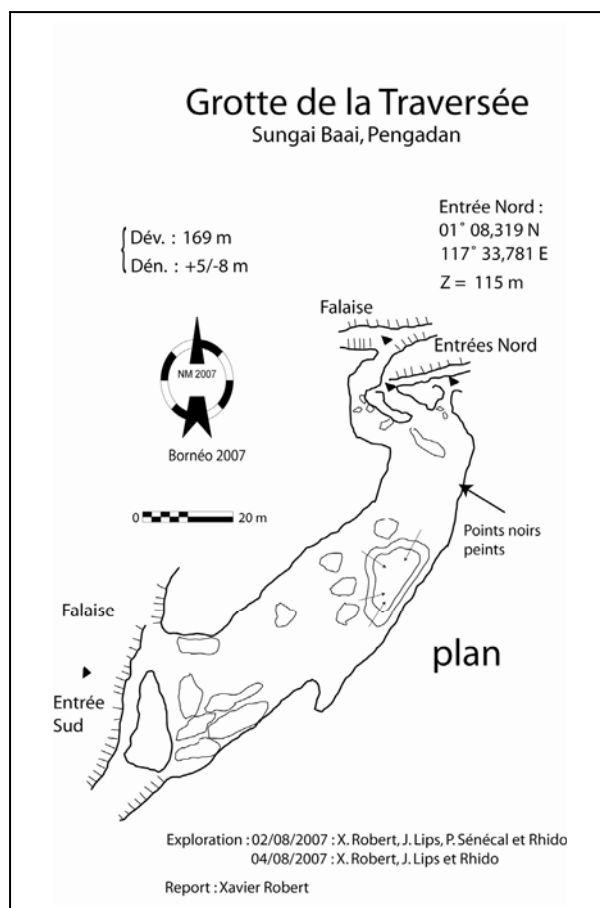 Grotte de la Traversée
Sungai Baai, Pengadan
Entrée Nord :
01° 08,319 N
117° 33,781 E
Z = 115 m
Dév. : 169 m
Dén. : +5/-8 m
Falaise
Entrées Nord
NM 2007
Bornéo 2007
0 20 m
Points noirs
peints
Falaise
plan
Entrée
Sud
Exploration : 02/08/2007 : X. Robert, J. Lips, P. Sénécal et Rhido
04/08/2007 : X. Robert, J. Lips et Rhido
Report : Xavier Robert